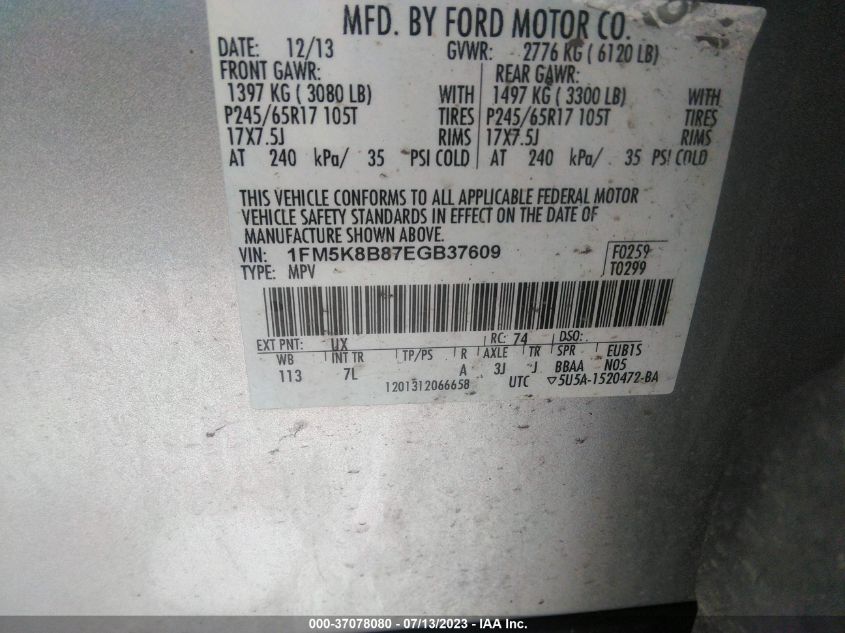 MFD. BY FORD MOTOR CO.
DATE: 12/13 GVWR: 2776 KG ( 6120 LB)
FRONT GAWR: REAR GAWR:
1397 KG ( 3080 LB) WITH 1497 KG ( 3300 LB) WITH
P245/65R17 105T TIRES P245/65R17 105T TIRES
17X7.5J RIMS 17X7.5J RIMS
AT 240 kPa/ 35 PSI COLD AT 240 kPa/ 35 PSI COLD
THIS VEHICLE CONFORMS TO ALL APPLICABLE FEDERAL MOTOR
VEHICLE SAFETY STANDARDS IN EFFECT ON THE DATE OF
MANUFACTURE SHOWN ABOVE.
VIN: 1FM5K8B87EGB37609 F0259
TYPE: MPV T0299
EXT PNT: UX RC: 74 DSO:
WB INT TR TP/PS R AXLE TR SPR EUB1S
113 7L A 3J J BBAA N05
1201312066658 UTC ▽5U5A-1520472-BA
000-37078080 - 07/13/2023 - IAA Inc.